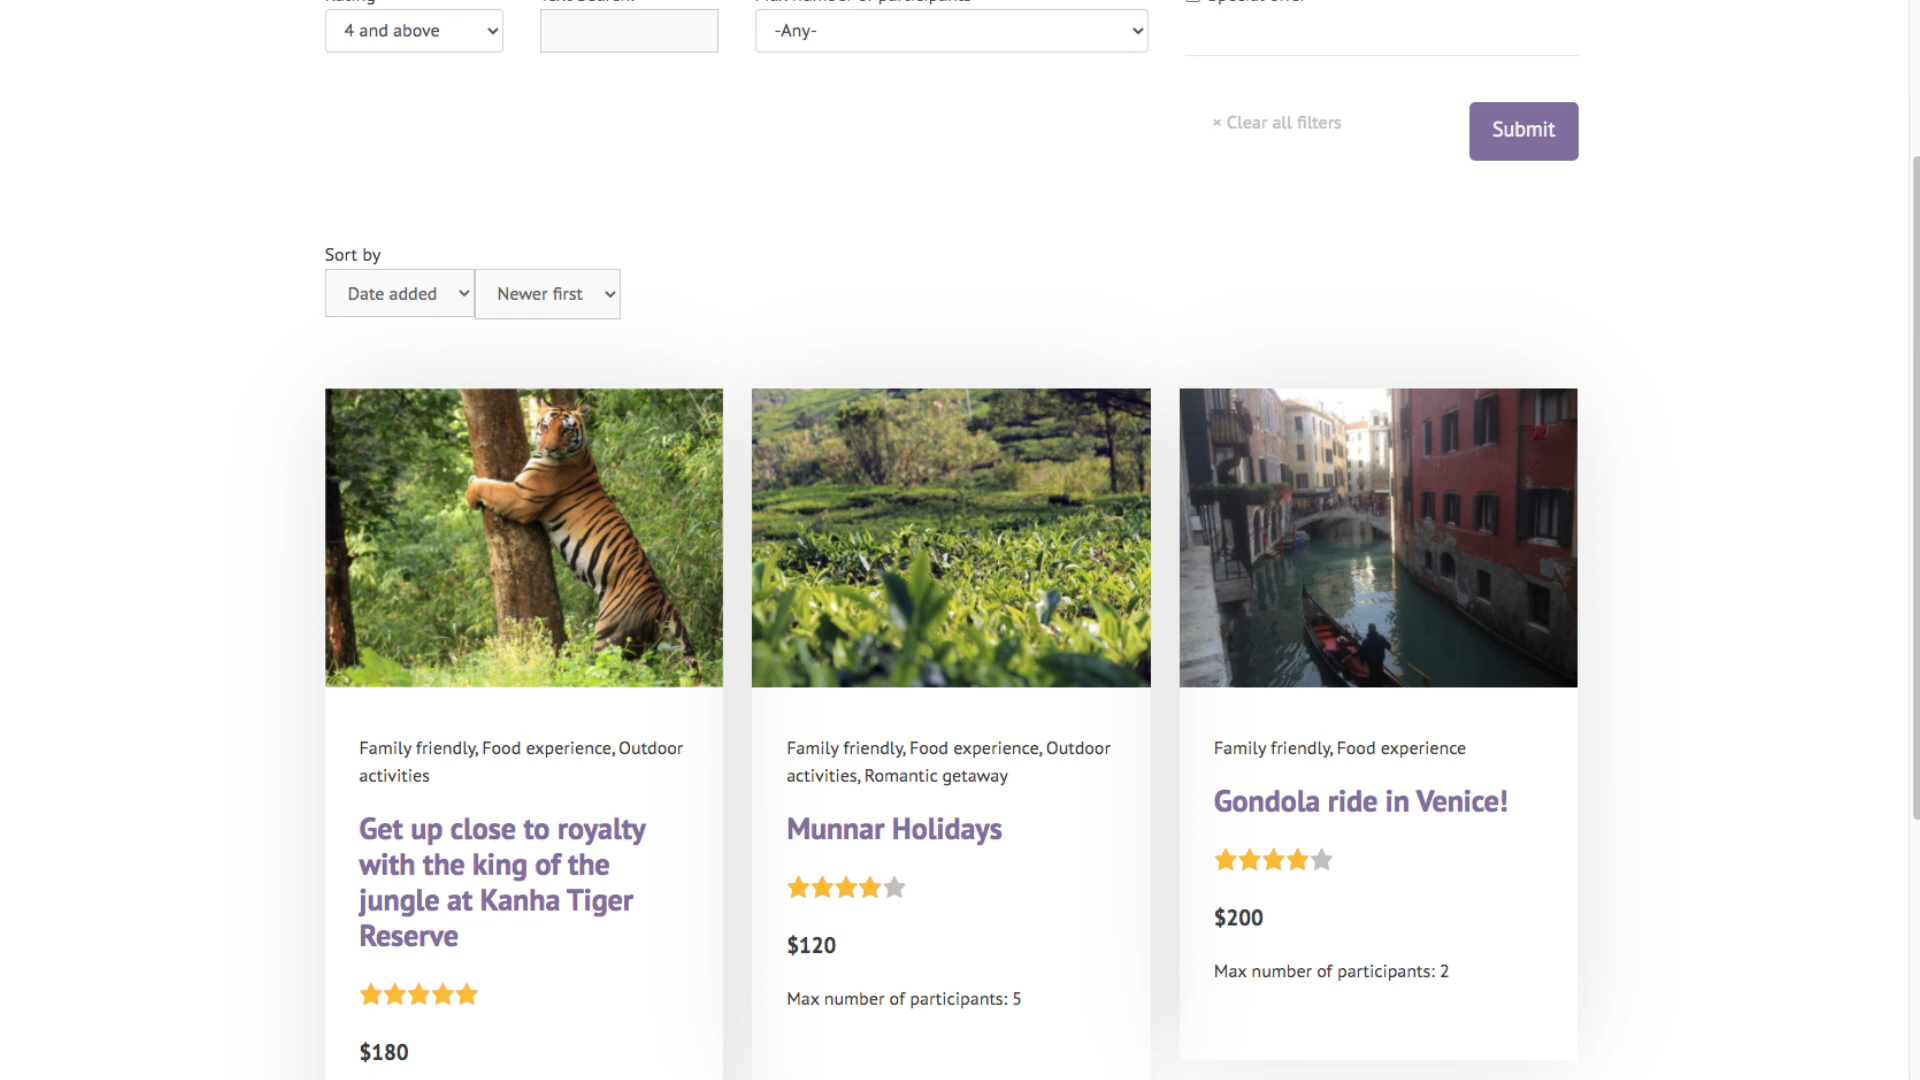 4 and above
-Any-
× Clear all filters
Submit
Sort by
Date added
Newer first
Family friendly, Food experience, Outdoor
activities
Get up close to royalty
with the king of the
jungle at Kanha Tiger
Reserve
$180
Family friendly, Food experience, Outdoor
activities, Romantic getaway
Munnar Holidays
$120
Max number of participants: 5
Family friendly, Food experience
Gondola ride in Venice!
$200
Max number of participants: 2